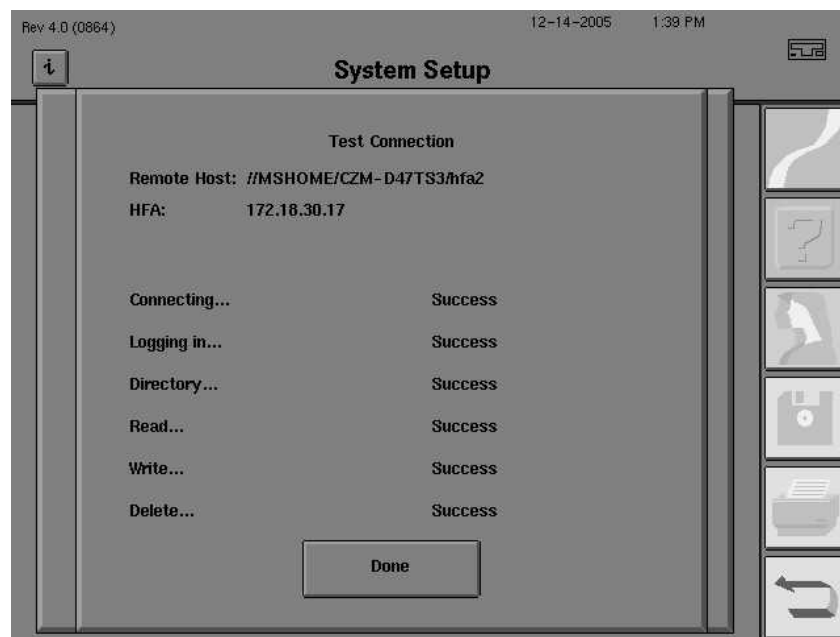 Rev 4.0 (0864)
12-14-2005 1:39 PM
i
System Setup
Test Connection
Remote Host: //MSHOME/CZM-D47TS3/hfa2
HFA: 172.18.30.17
Connecting... Success
Logging in... Success
Directory... Success
Read... Success
Write... Success
Delete... Success
Done
?